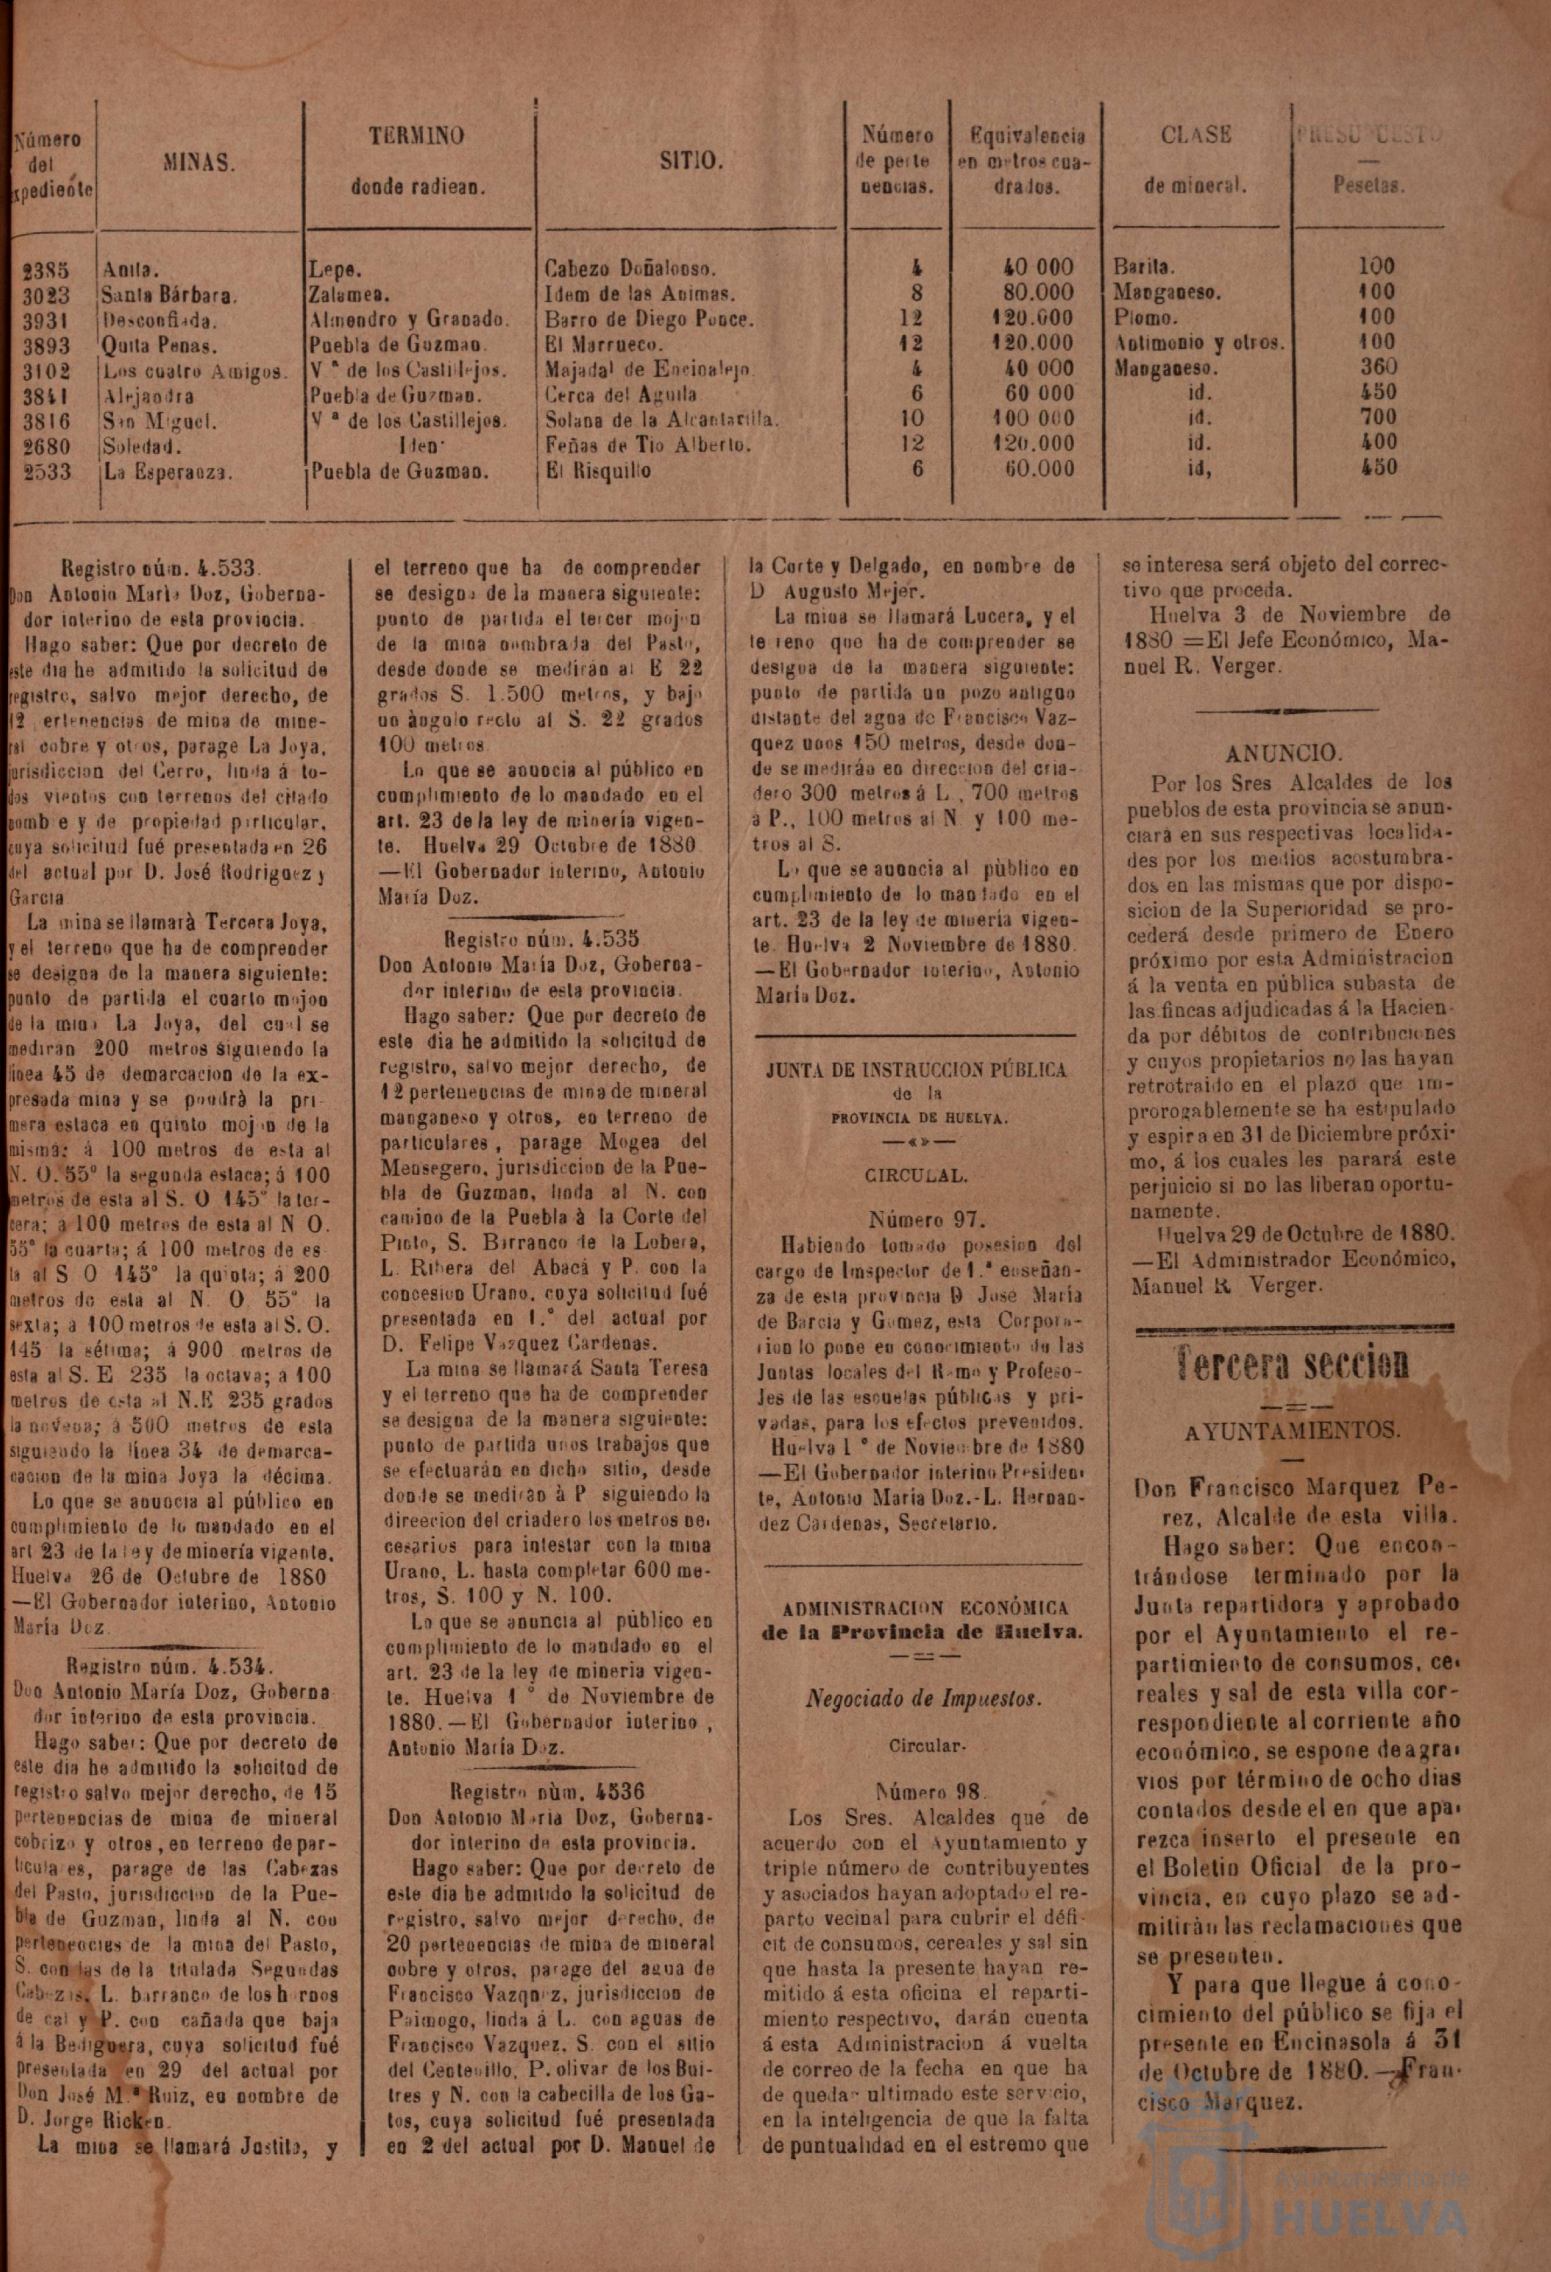 Número
del
xpediente
MINAS.
TERMINO
donde radican.
SITIO.
Número
de perte
nencias.
Equivalencia
en metros cua-
drados.
CLASE
de mineral.
PRESUPUESTO
Pesetas.
2385 Anita. Lepe. Cabezo Doñalonso. 4 40 000 Barita. 100
3023 Santa Bárbara. Zalamea. Idem de las Animas. 8 80.000 Manganeso. 100
3931 Desconfiada. Almendro y Granado. Barro de Diego Ponce. 12 120.000 Plomo. 100
3893 Quita Penas. Puebla de Guzman. El Marrueco. 12 120.000 Antimonio y otros. 100
3102 Los cuatro Amigos. V ª de los Castillejos. Majadal de Encinalejo 4 40 000 Manganeso. 360
3841 Alejandra Puebla de Guzman. Cerca del Aguila 6 60 000 id. 450
3816 San Miguel. V ª de los Castillejos. Solana de la Alcantarilla. 10 100 000 id. 700
2680 Soledad. Iden Feñas de Tio Alberto. 12 120.000 id. 400
2533 La Esperanza. Puebla de Guzman. El Risquillo 6 60.000 id, 450
Registro núm. 4.533.
Don Antonio María Doz, Goberna-
dor interino de esta provincia.
Hago saber: Que por decreto de
este dia he admitido la solicitud de
registro, salvo mejor derecho, de
12 ertenencias de mina de mine-
ral cobre y otros, parage La Joya,
jurisdiccion del Cerro, linda á to-
dos vientos con terrenos del citado
nomb e y de propiedad particular,
cuya solicitud fué presentada en 26
del actual por D. José Rodriguez y
Garcia
La mina se llamarà Tercera Joya,
y el terreno que ha de comprender
se designa de la manera siguiente:
punto de partida el cuarto mojon
de la mina La Joya, del cual se
mediran 200 metros siguiendo la
linea 45 de demarcacion de la ex-
presada mina y se pondrà la pri-
mera estaca en quinto mojon de la
misma: á 100 metros de esta al
N. O. 55º la segunda estaca; á 100
metros de esta al S. O 145º la ter-
cera; á 100 metros de esta al N O.
55º la cuarta; á 100 metros de es
ta al S O 145º la quinta; á 200
metros de esta al N. O. 55º la
sexta; á 100 metros de esta al S. O.
145 la sétima; á 900 metros de
esta al S. E 235 la octava; a 100
metros de esta al N.E 235 grados
la novena; á 500 metros de esta
siguiendo la linea 34 de demarca-
cacion de la mina Joya la décima.
Lo que se anuncia al público en
cumplimiento de lo mandado en el
art 23 de la ley de minería vigente.
Huelva 26 de Octubre de 1880
—El Gobernador interino, Antonio
María Doz.
Registro núm. 4.534.
Don Antonio María Doz, Goberna
dor interino de esta provincia.
Hago saber: Que por decreto de
este dia he admitido la solicitud de
registro salvo mejor derecho, de 15
pertenencias de mina de mineral
cobrizo y otros, en terreno de par-
ticulares, parage de las Cabezas
del Pasto, jurisdiccion de la Pue-
bla de Guzman, linda al N. con
pertenencies de la mina del Pasto,
S. con las de la titulada Segundas
Cabezas, L. barranco de los hornos
de cal y P. con cañada que baja
á la Bediguera, cuya solicitud fué
presentada en 29 del actual por
Don José M.ª Ruiz, en nombre de
D. Jorge Ricken.
La mina se llamará Justita, y
el terreno que ha de comprender
se designa de la manera siguiente:
punto de partida el tercer mojon
de la mina nombrada del Pasto,
desde donde se medirán al E 22
grados S. 1.500 metros, y bajo
un àngulo recto al S. 22 grados
100 metros.
Lo que se anuncia al público en
cumplimiento de lo mandado en el
art. 23 de la ley de minería vigen-
te. Huelva 29 Octubre de 1880.
—El Gobernador interino, Antonio
María Doz.
Registro núm. 4.535
Don Antonio María Doz, Goberna-
dor interino de esta provincia.
Hago saber: Que por decreto de
este dia he admitido la solicitud de
registro, salvo mejor derecho, de
12 pertenencias de mina de mineral
manganeso y otros, en terreno de
particulares, parage Mogea del
Mensegero, jurisdiccion de la Pue-
bla de Guzman, linda al N. con
camino de la Puebla à la Corte del
Pinto, S. Barranco de la Lobera,
L. Rihera del Abacà y P. con la
concesion Urano, coya solicitud fué
presentada en 1.º del actual por
D. Felipe Vazquez Cardenas.
La mina se llamará Santa Teresa
y el terreno que ha de comprender
se designa de la manera siguiente:
punto de partida unos trabajos que
se efectuarán en dicho sitio, desde
donde se medirán à P siguiendo la
direecion del criadero los metros ne-
cesarios para intestar con la mina
Urano, L. hasta completar 600 me-
tros, S. 100 y N. 100.
Lo que se anuncia al público en
cumplimiento de lo mandado en el
art. 23 de la ley de mineria vigen-
te. Huelva 1 º de Noviembre de
1880.—El Gobernador interino,
Antonio María Doz.
Registro nùm. 4536
Don Antonio María Doz, Goberna-
dor interino de esta provincia.
Hago saber: Que por decreto de
este dia he admitido la solicitud de
registro, salvo mejor derecho, de
20 pertenencias de mina de mineral
cobre y otros, parage del agua de
Francisco Vazquez, jurisdiccion de
Paimogo, linda á L. con aguas de
Francisco Vazquez, S. con el sitio
del Centenillo, P. olivar de los Bui-
tres y N. con la cabecilla de los Ga-
tos, cuya solicitud fué presentada
en 2 del actual por D. Manuel de
la Corte y Delgado, en nombre de
D Augusto Mejer.
La mina se llamará Lucera, y el
te reno que ha de comprender se
designa de la manera siguiente:
punto de partida un pozo antiguo
distante del agua de Francisco Vaz-
quez unos 150 metros, desde don-
de se medirán en direccion del cria-
dero 300 metros á L, 700 metros
à P., 100 metros al N. y 100 me-
tros al S.
Lo que se anuncia al pùblico en
cumplimiento de lo mandado en el
art. 23 de la ley de minería vigen-
te. Huelva 2 Noviembre de 1880.
—El Gobernador interino, Antonio
María Doz.
JUNTA DE INSTRUCCION PÚBLICA
de la
PROVINCIA DE HUELVA.
CIRCULAL.
Número 97.
Habiendo tomado posesion del
cargo de Imspector de 1.ª enseñan-
za de esta provincia D José María
de Barcia y Gomez, esta Corpora-
cion lo pone en conocimiento de las
Juntas locales del Ramo y Profeso-
les de las escuelas públicas y pri-
vadas, para los efectos prevenidos.
Huelva 1 º de Noviembre de 1880
—El Gobernador interino Presiden-
te, Antonio María Doz.-L. Hernan-
dez Cardenas, Secretario.
ADMINISTRACION ECONÓMICA
de la Provincia de Huelva.
Negociado de Impuestos.
Circular.
Número 98.
Los Sres. Alcaldes que de
acuerdo con el Ayuntamiento y
triple número de contribuyentes
y asociados hayan adoptado el re-
parto vecinal para cubrir el défi-
cit de consumos, cereales y sal sin
que hasta la presente hayan re-
mitido á esta oficina el reparti-
miento respectivo, darán cuenta
á esta Administracion á vuelta
de correo de la fecha en que ha
de quedar ultimado este servicio,
en la inteligencia de que la falta
de puntualidad en el estremo que
se interesa será objeto del correc-
tivo que proceda.
Huelva 3 de Noviembre de
1880 =El Jefe Económico, Ma-
nuel R. Verger.
ANUNCIO.
Por los Sres Alcaldes de los
pueblos de esta provincia se anun-
ciará en sus respectivas localida-
des por los medios acostumbra-
dos en las mismas que por dispo-
sicion de la Superioridad se pro-
cederá desde primero de Enero
próximo por esta Administracion
á la venta en pública subasta de
las fincas adjudicadas á la Hacien-
da por débitos de contribuciones
y cuyos propietarios no las hayan
retrotraido en el plazo que im-
prorogablemente se ha estipulado
y espira en 31 de Diciembre próxi-
mo, á los cuales les parará este
perjuicio si no las liberan oportu-
namente.
Huelva 29 de Octubre de 1880.
—El Administrador Económico,
Manuel R. Verger.
Tercera seccion
AYUNTAMIENTOS.
Don Francisco Marquez Pe-
rez, Alcalde de esta villa.
Hago saber: Que encon-
trándose terminado por la
Junta repartidora y aprobado
por el Ayuntamiento el re-
partimiento de consumos, ce-
reales y sal de esta villa cor-
respondiente al corriente año
económico, se espone de agra-
vios por término de ocho dias
contados desde el en que apa-
rezca inserto el presente en
el Boletin Oficial de la pro-
vincia, en cuyo plazo se ad-
mitirán las reclamaciones que
se presenten.
Y para que llegue á cono-
cimiento del público se fija el
presente en Encinasola á 31
de Octubre de 1880.—Fran-
cisco Marquez.
Ayuntamiento de
HUELVA